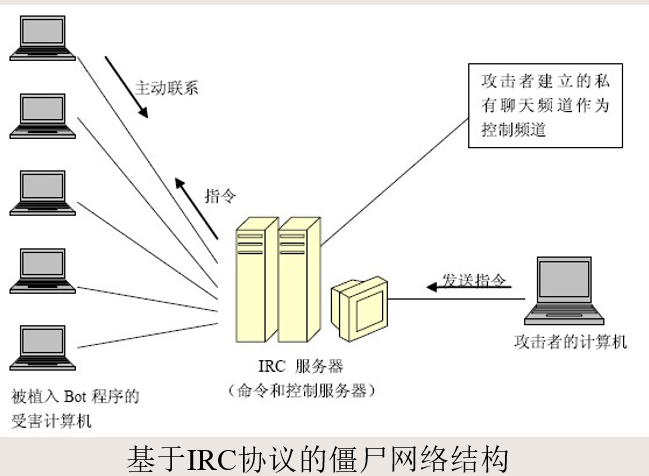 主动联系
攻击者建立的私
有聊天频道作为
控制频道
指令
发送指令
攻击者的计算机
IRC 服务器
（命令和控制服务器）
被植入 Bot 程序的
受害计算机
基于IRC协议的僵尸网络结构